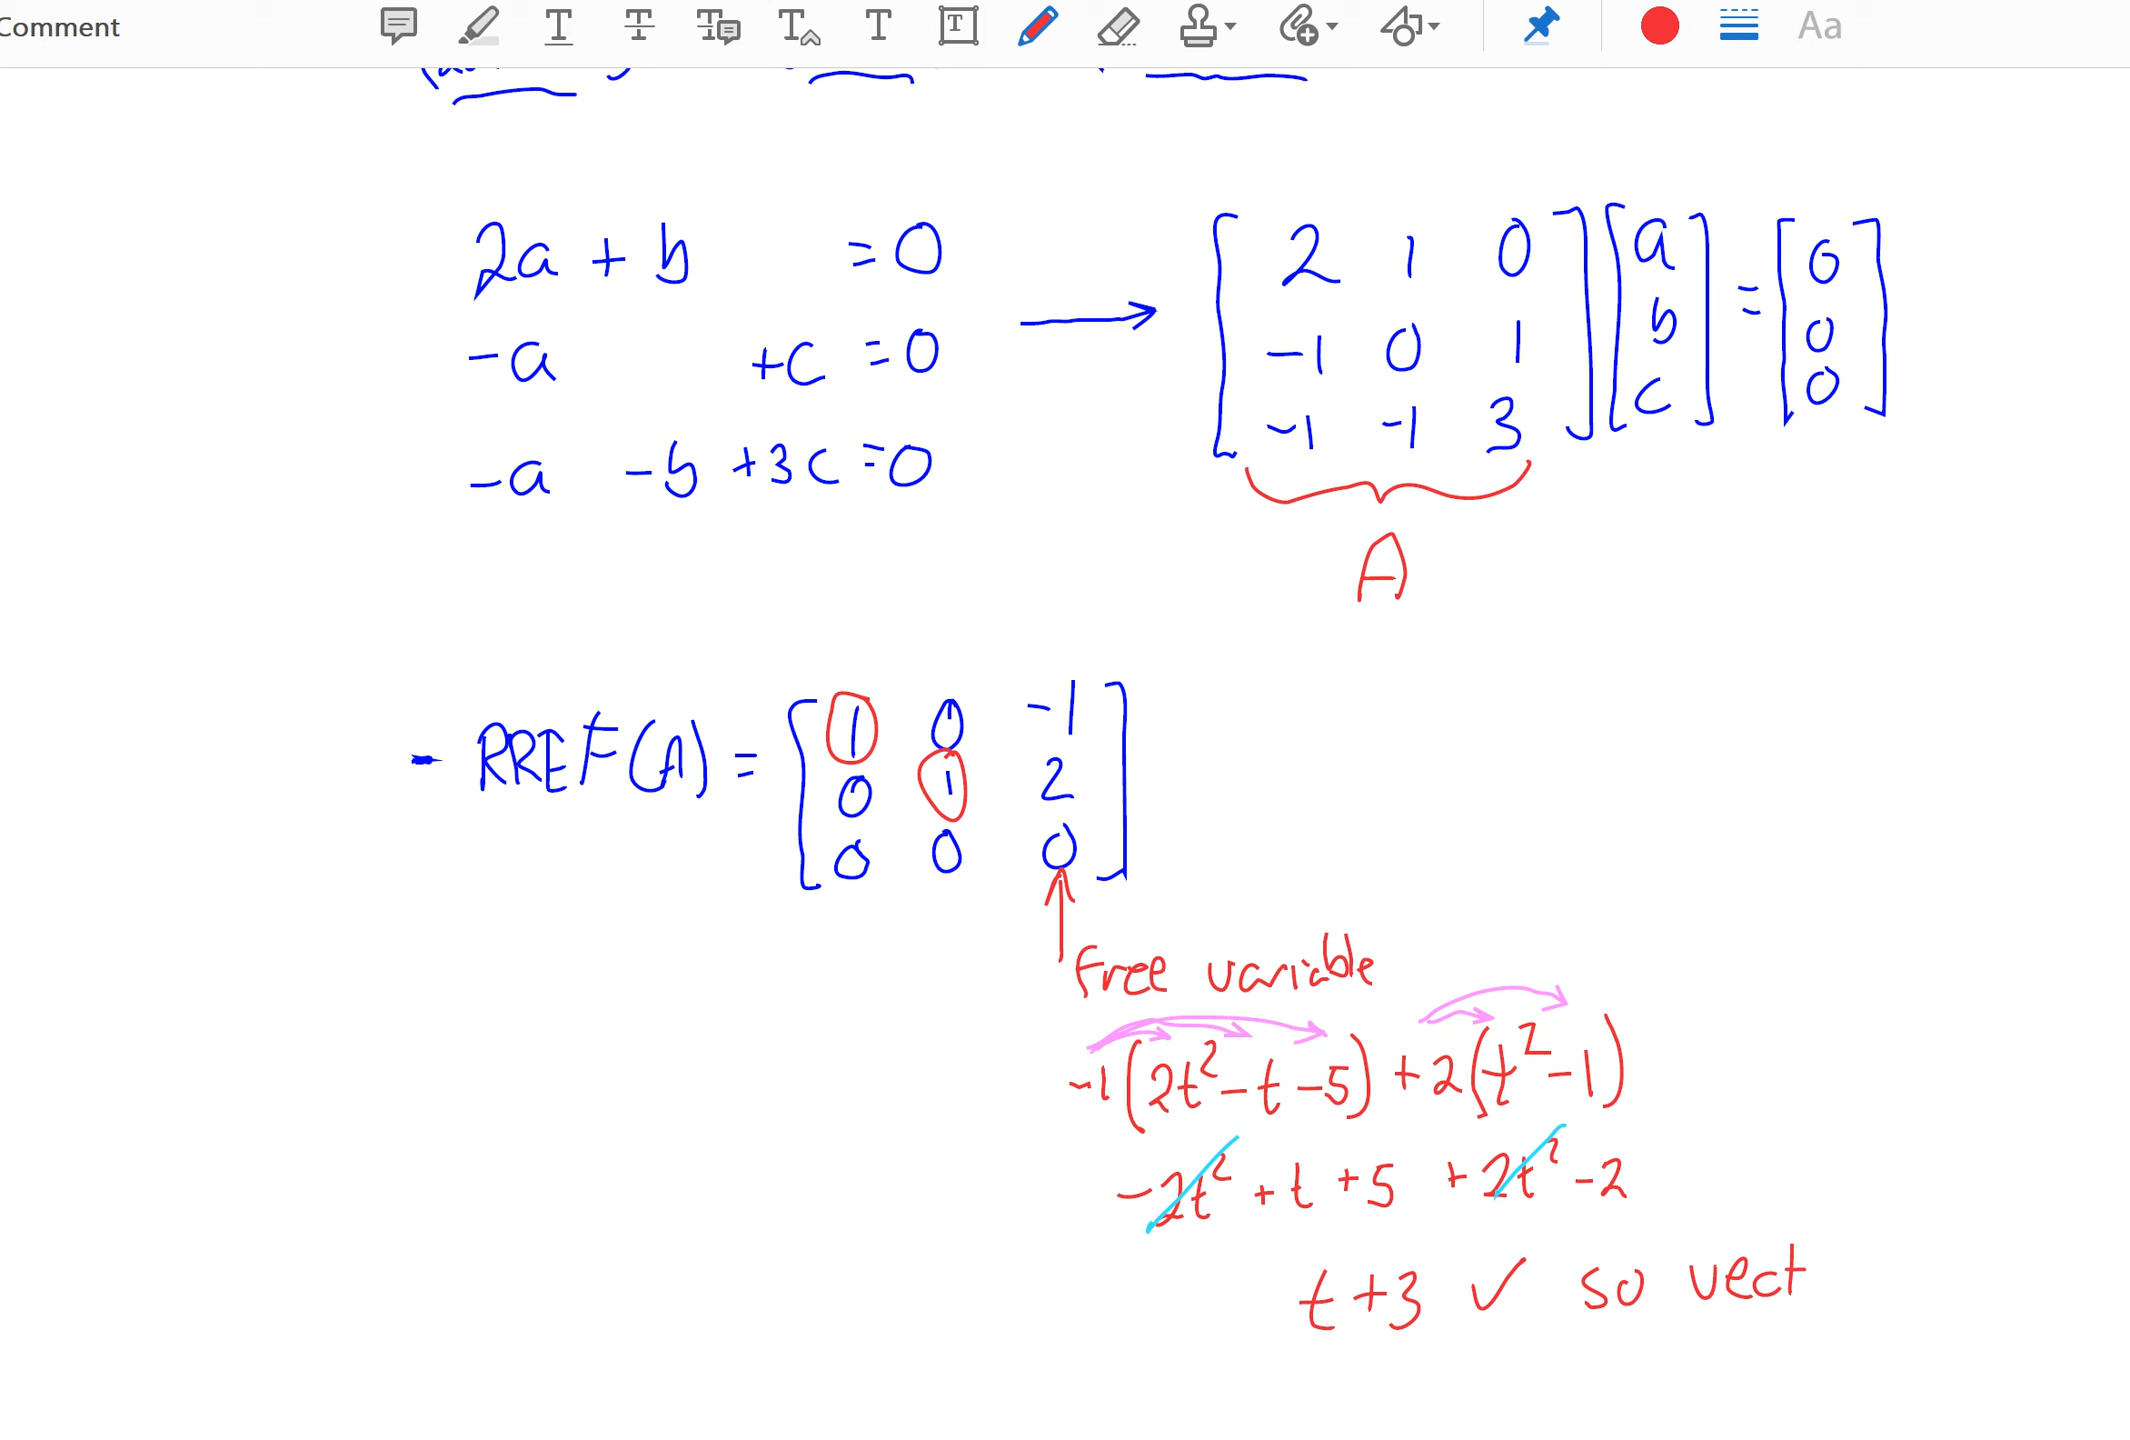 Comment
Aa
2a + b = 0
-a +c = 0
-a - b + 3c = 0
[ 2 1 0 ] [ a ] = [ 0 ]
[ -1 0 1 ] [ b ] [ 0 ]
[ -1 -1 3 ] [ c ] [ 0 ]
A
- RREF(A) = [ 1 0 -1 ]
[ 0 1 2 ]
[ 0 0 0 ]
Free variable
-1(2t² - t - 5) + 2(t² - 1)
-2t² + t + 5 + 2t² - 2
t + 3 ✓ so vect